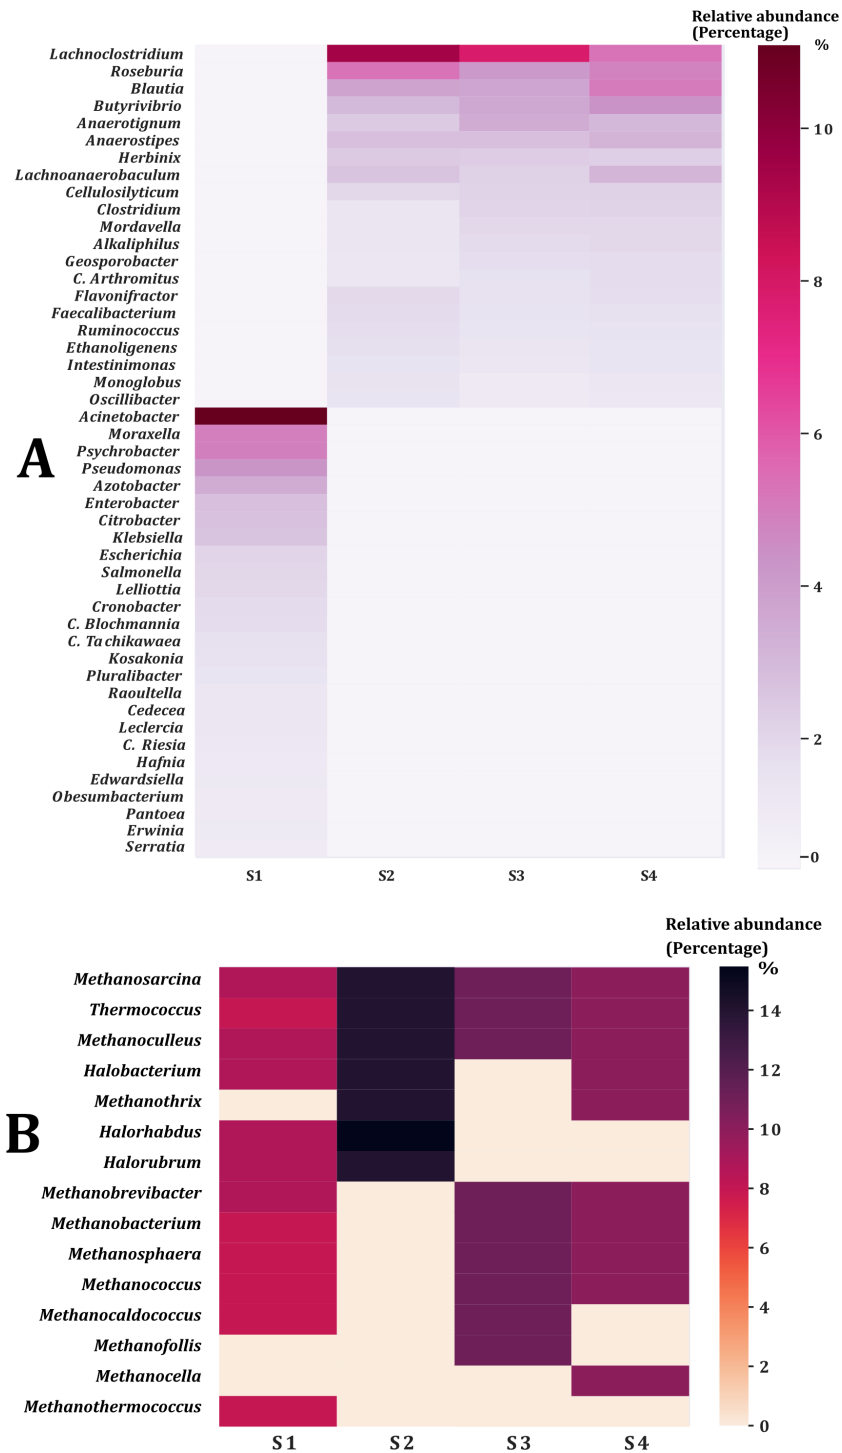 Relative abundance
(Percentage)
%
Lachnoclostridium
Roseburia
Blautia
Butyrivibrio
10
Anaerotignum
Anaerostipes
Herbinix
Lachnoanaerobaculum
Cellulosilyticum
Clostridium
Mordavella
Alkaliphilus
Geosporobacter
C. Arthromitus
8
Flavonifractor
Faecalibacterium
Ruminococcus
Ethanoligenens
Intestinimonas
Monoglobus
Oscillibacter
Acinetobacter
Moraxella
6
A
Psychrobacter
Pseudomonas
Azotobacter
Enterobacter
Citrobacter
Klebsiella
Escherichia
Salmonella
4
Lelliottia
Cronobacter
C. Blochmannia
C. Tachikawaea
Kosakonia
Pluralibacter
Raoultella
Cedecea
Leclercia
2
C. Riesia
Hafnia
Edwardsiella
Obesumbacterium
Pantoea
Erwinia
Serratia
0
S1 S2 S3 S4
Relative abundance
(Percentage)
%
Methanosarcina
Thermococcus
14
Methanoculleus
Halobacterium
12
Methanothrix
B
Halorhabdus
10
Halorubrum
Methanobrevibacter
8
Methanobacterium
Methanosphaera
6
Methanococcus
Methanocaldococcus
4
Methanofollis
2
Methanocella
Methanothermococcus
0
S1 S2 S3 S4